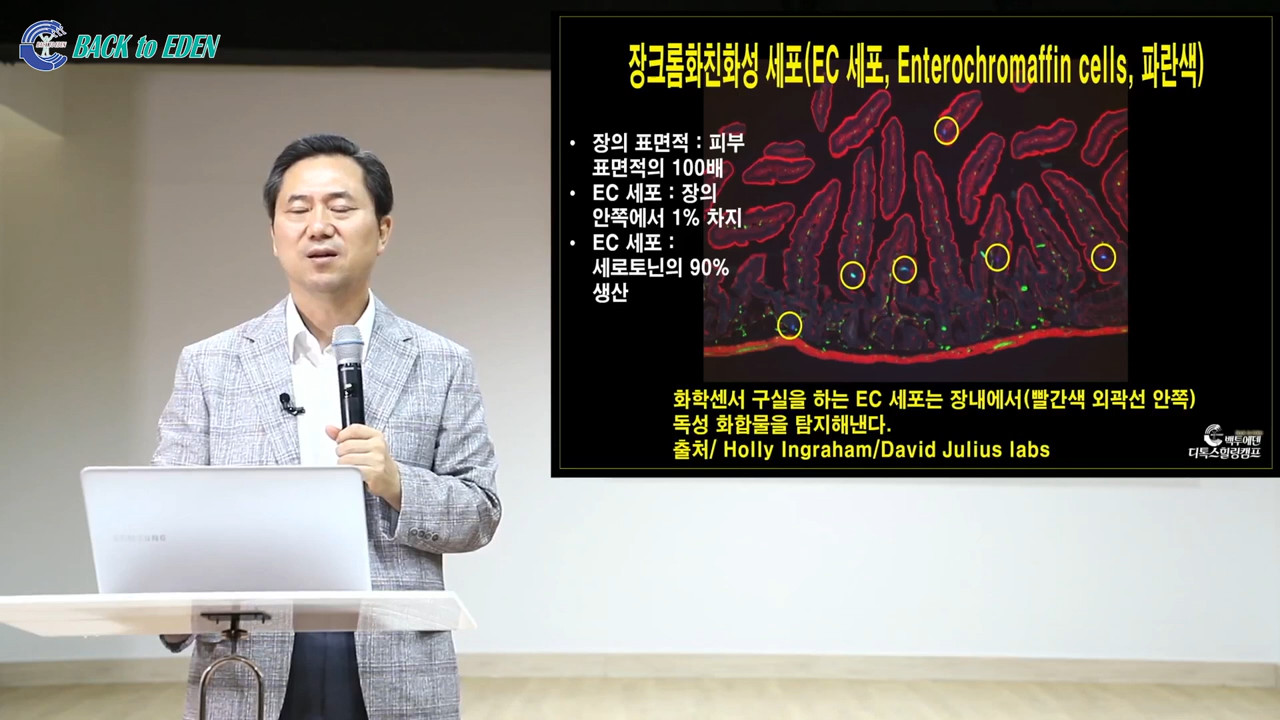 BACK to EDEN
장크롬화친화성 세포(EC 세포, Enterochromaffin cells, 파란색)
• 장의 표면적 : 피부
표면적의 100배
• EC 세포 : 장의
안쪽에서 1% 차지
• EC 세포 :
세로토닌의 90%
생산
화학센서 구실을 하는 EC 세포는 장내에서(빨간색 외곽선 안쪽)
독성 화합물을 탐지해낸다.
출처/ Holly Ingraham/David Julius labs
백투에덴
디톡스힐링캠프
SAMSUNG